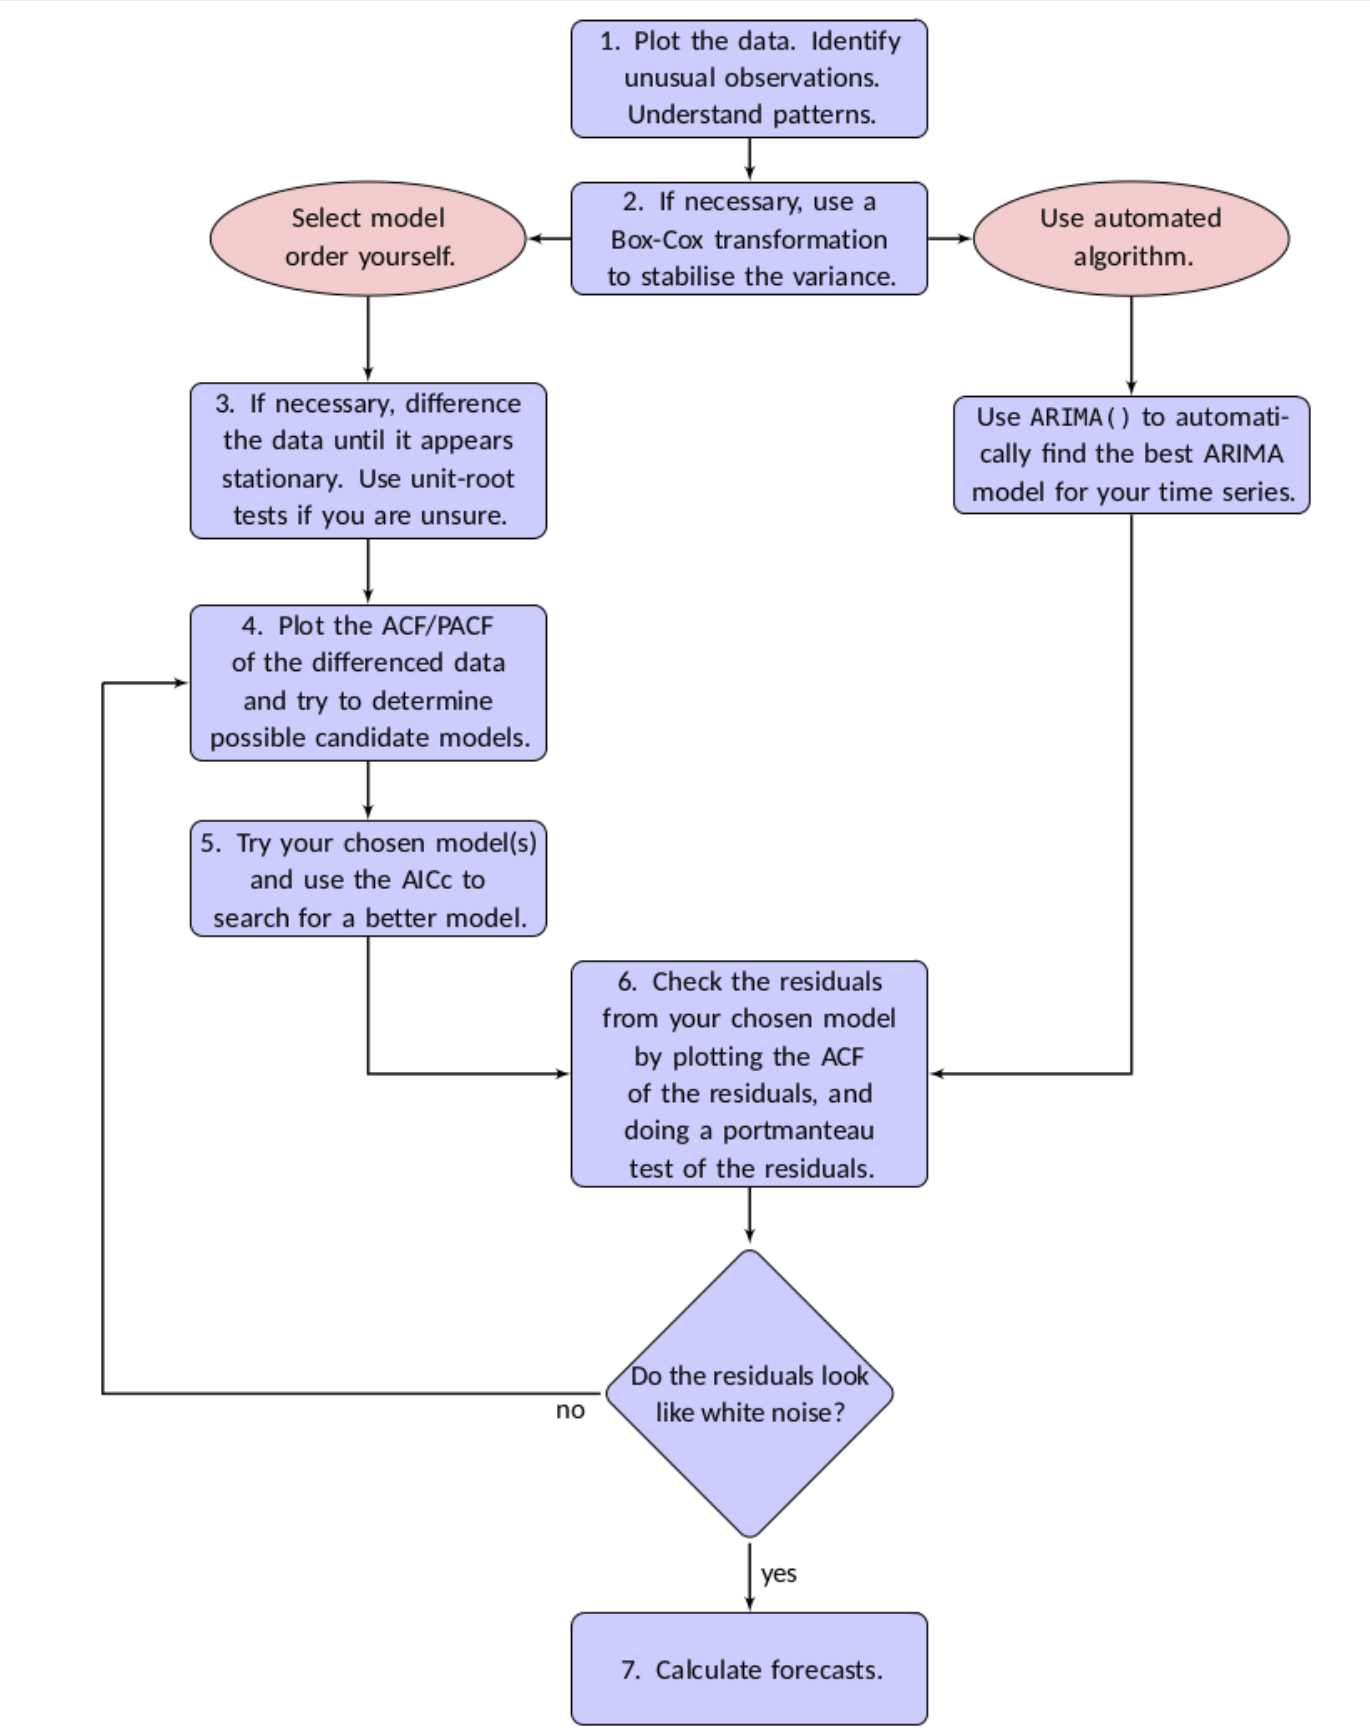 1. Plot the data. Identify
unusual observations.
Understand patterns.
Select model
order yourself.
2. If necessary, use a
Box-Cox transformation
to stabilise the variance.
Use automated
algorithm.
3. If necessary, difference
the data until it appears
stationary. Use unit-root
tests if you are unsure.
Use ARIMA() to automati-
cally find the best ARIMA
model for your time series.
4. Plot the ACF/PACF
of the differenced data
and try to determine
possible candidate models.
5. Try your chosen model(s)
and use the AICc to
search for a better model.
6. Check the residuals
from your chosen model
by plotting the ACF
of the residuals, and
doing a portmanteau
test of the residuals.
Do the residuals look
like white noise?
no
yes
7. Calculate forecasts.